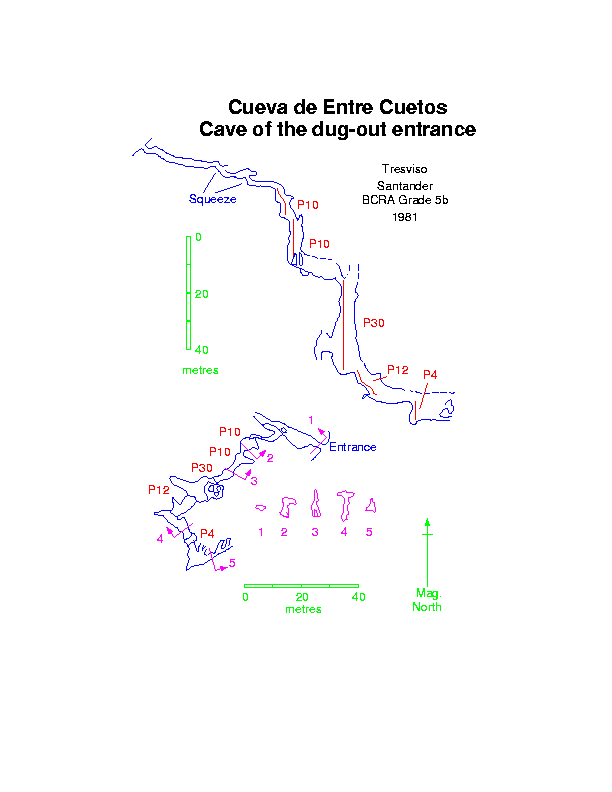 Cueva de Entre Cuetos
Cave of the dug-out entrance
Tresviso
Santander
BCRA Grade 5b
1981
Squeeze
P10
P10
0
20
40
metres
P30
P12
P4
1
Entrance
P10
P10
2
P30
3
P12
P4
4
5
1 2 3 4 5
0 20 40
metres
Mag.
North